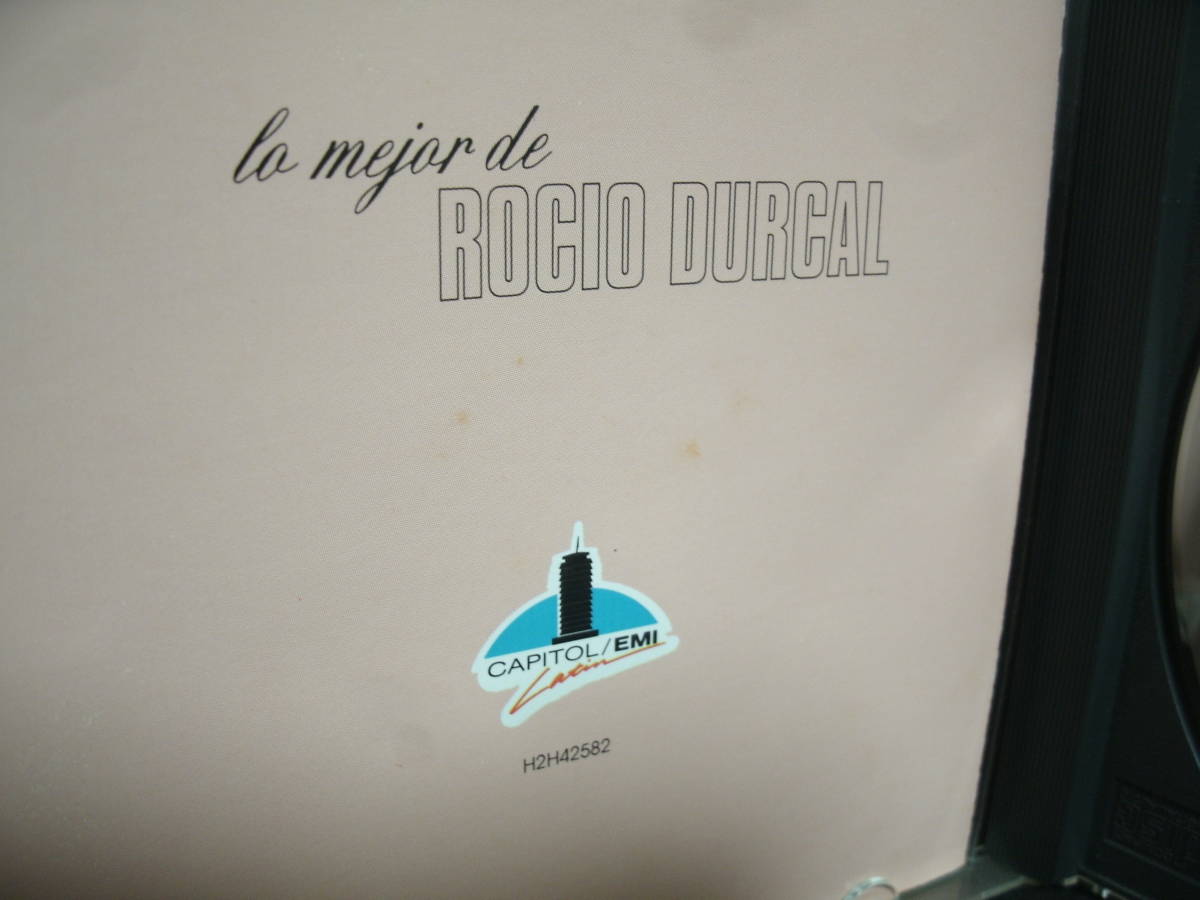 lo mejor de
ROCIO DURCAL
CAPITOL/EMI
Latin
H2H42582